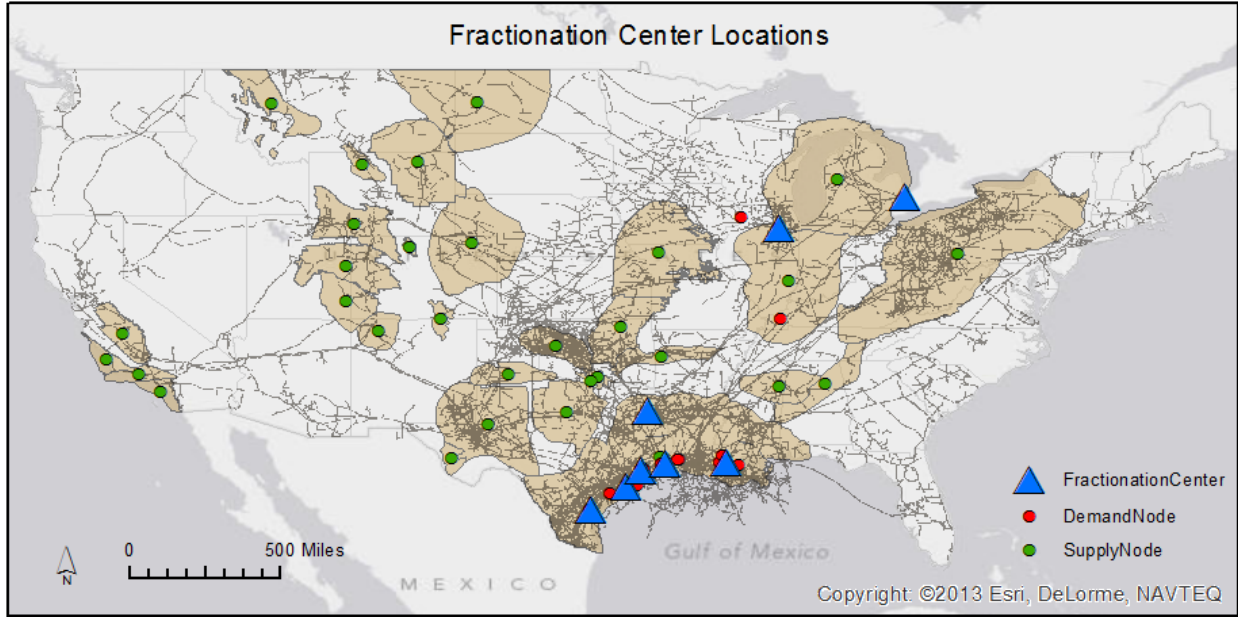 Fractionation Center Locations
FractionationCenter
DemandNode
SupplyNode
0 500 Miles
N
Gulf of Mexico
MEXICO
Copyright: ©2013 Esri, DeLorme, NAVTEQ